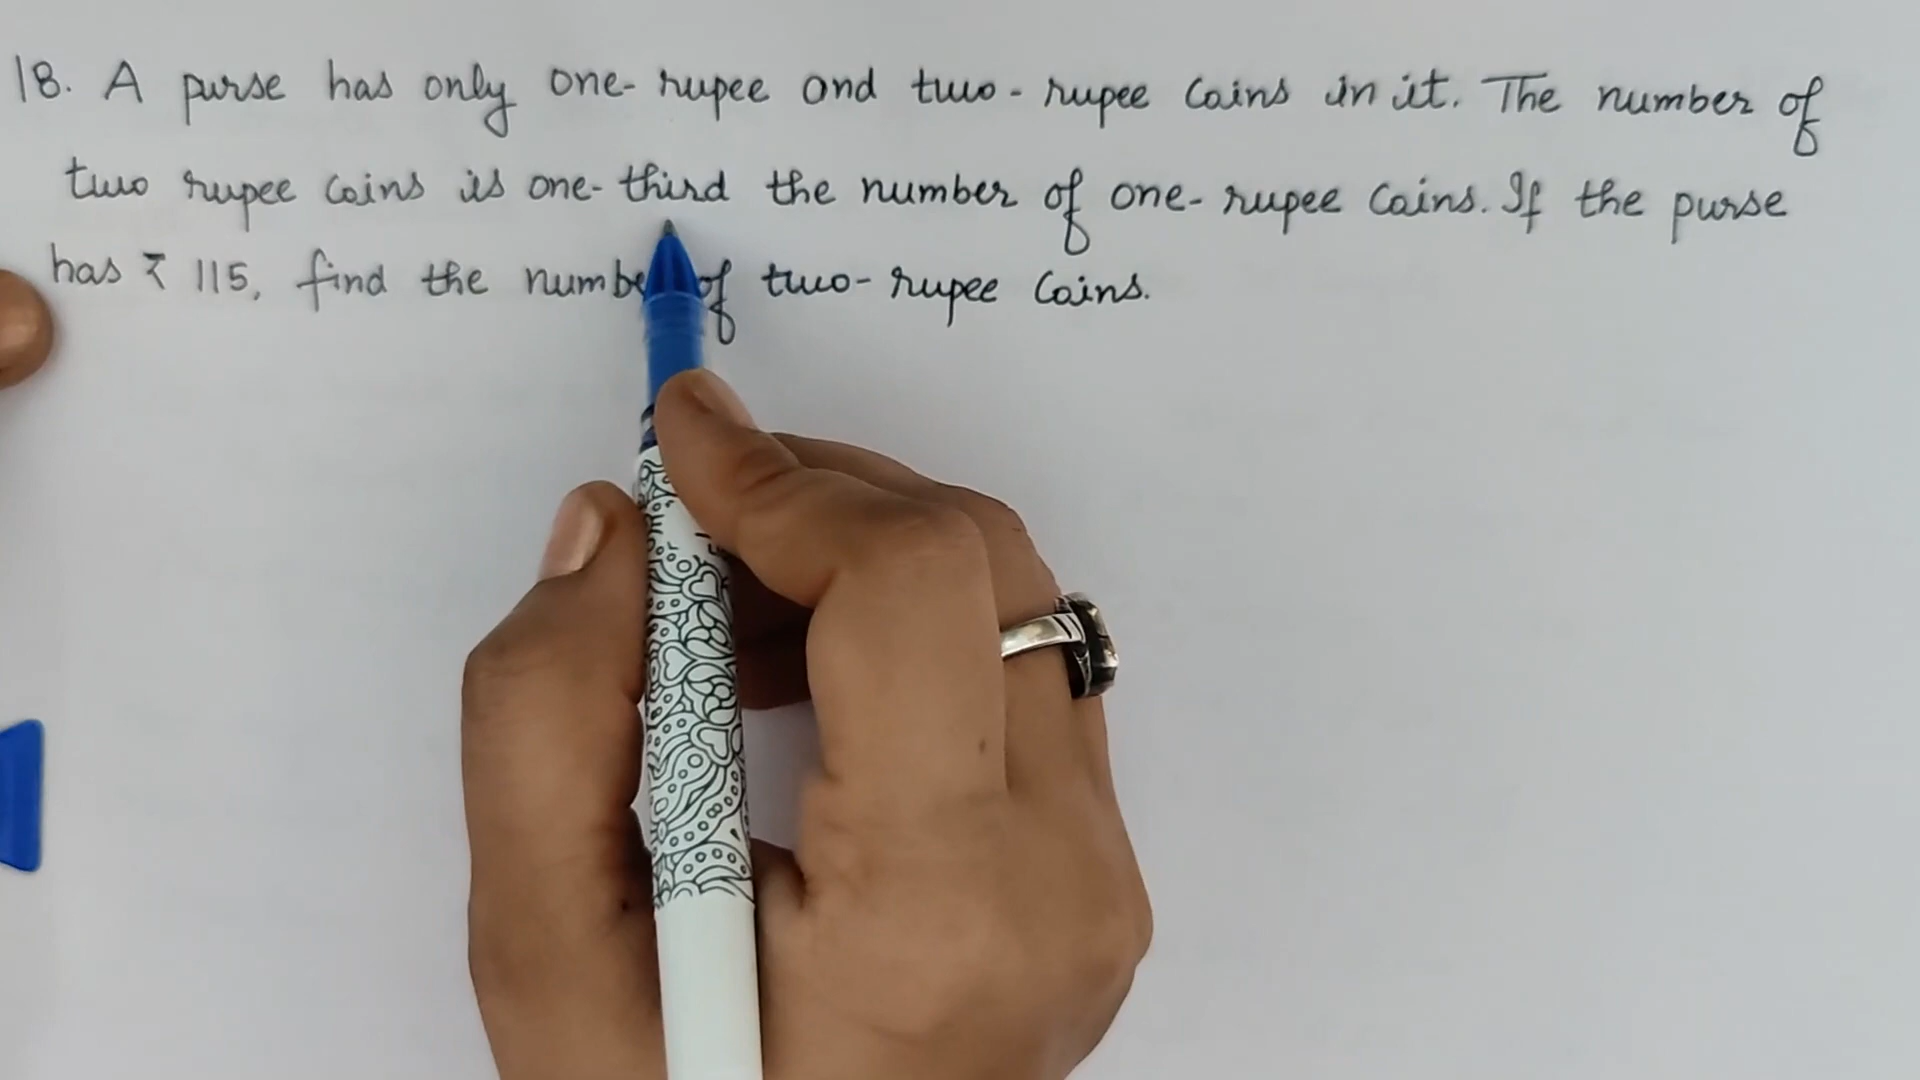 18. A purse has only one-rupee and two-rupee coins in it. The number of
two rupee coins is one-third the number of one-rupee coins. If the purse
has ₹ 115, find the number of two-rupee coins.